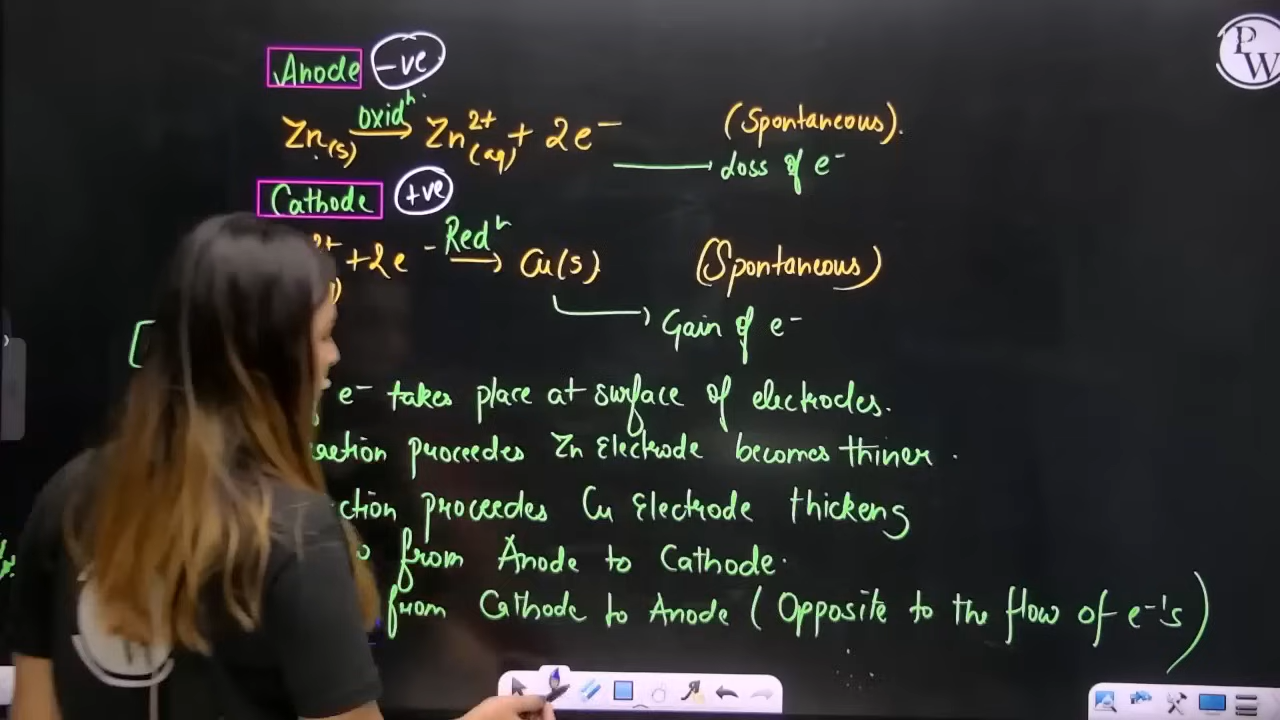 PW
Anode -ve
Zn(s) oxidn. → Zn2+(aq) + 2e- (Spontaneous).
→ Loss of e-
Cathode +ve
2+ + 2e- Redn → Cu(s) (Spontaneous)
→ Gain of e-
e- takes place at surface of electrodes.
proceedes Zn Electrode becomes thiner.
proceedes Cu Electrode thickens
from Anode to Cathode.
from Cathode to Anode (Opposite to the flow of e-'s)